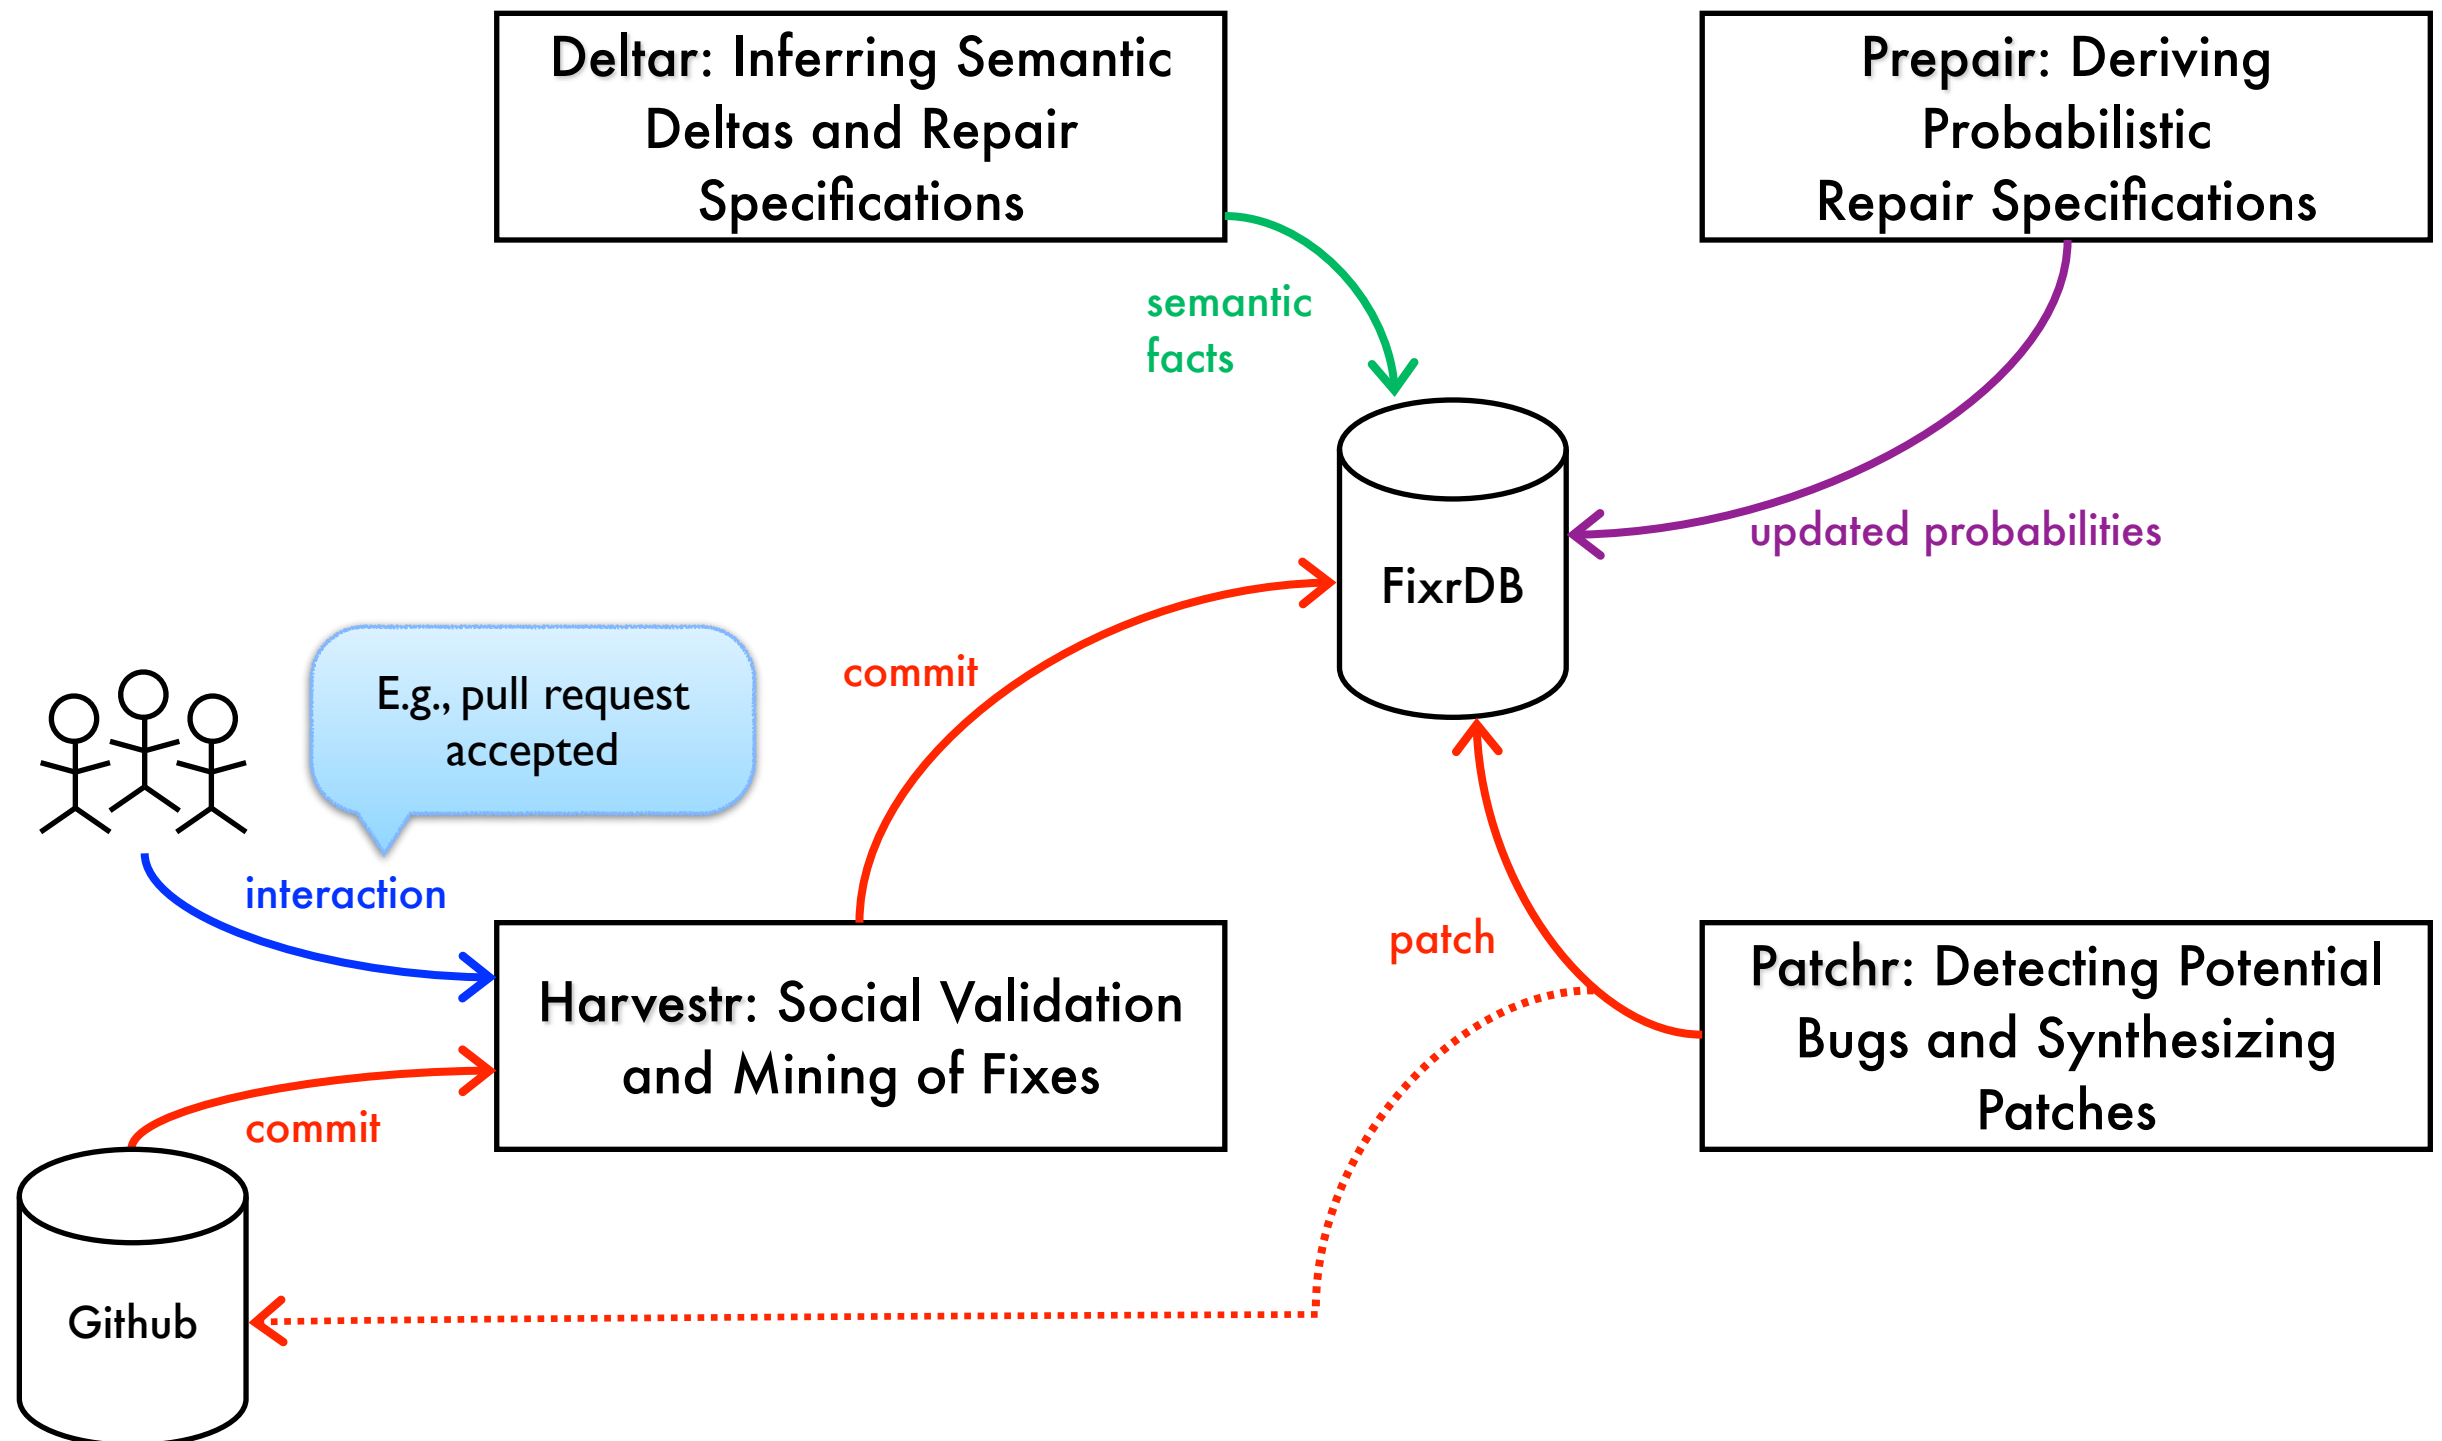 Deltar: Inferring Semantic
Deltas and Repair
Specifications
Prepair: Deriving
Probabilistic
Repair Specifications
semantic
facts
updated probabilities
FixrDB
commit
E.g., pull request
accepted
interaction
patch
Harvestr: Social Validation
and Mining of Fixes
Patchr: Detecting Potential
Bugs and Synthesizing
Patches
commit
Github